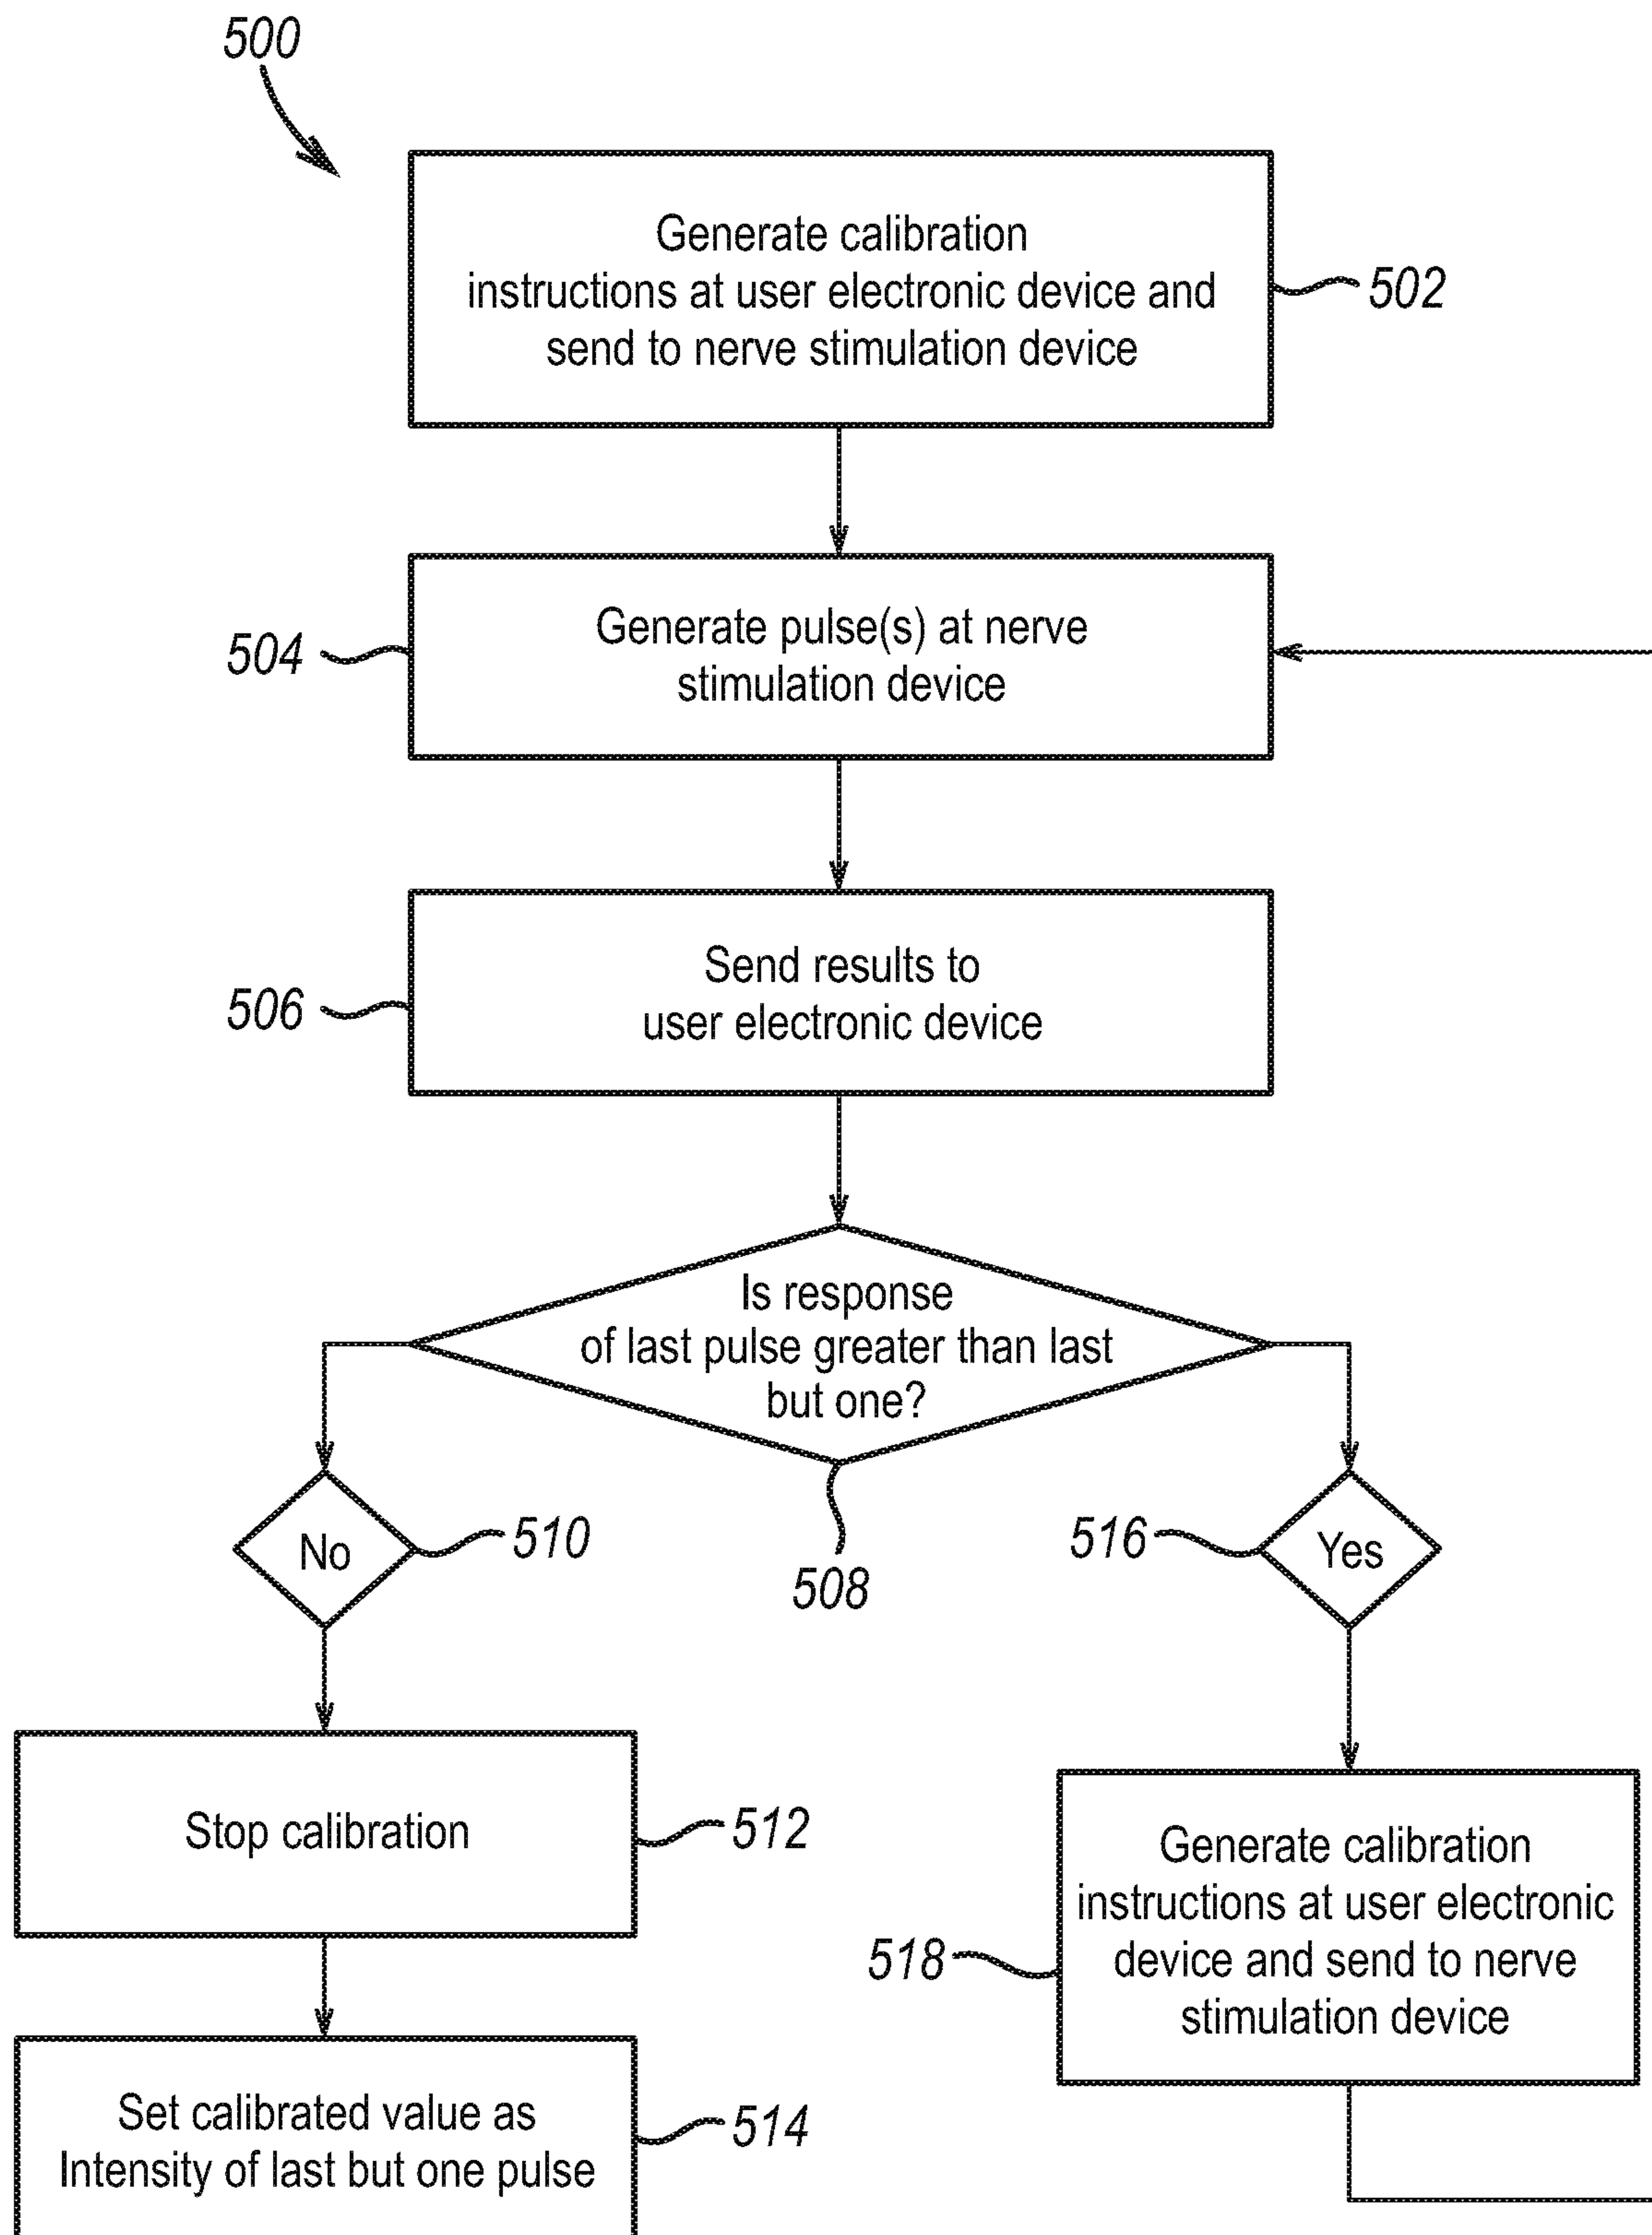 500
Generate calibration
instructions at user electronic device and
send to nerve stimulation device
502
504
Generate pulse(s) at nerve
stimulation device
506
Send results to
user electronic device
Is response
of last pulse greater than last
but one?
508
No
510
516
Yes
Stop calibration
512
Set calibrated value as
Intensity of last but one pulse
514
518
Generate calibration
instructions at user electronic
device and send to nerve
stimulation device